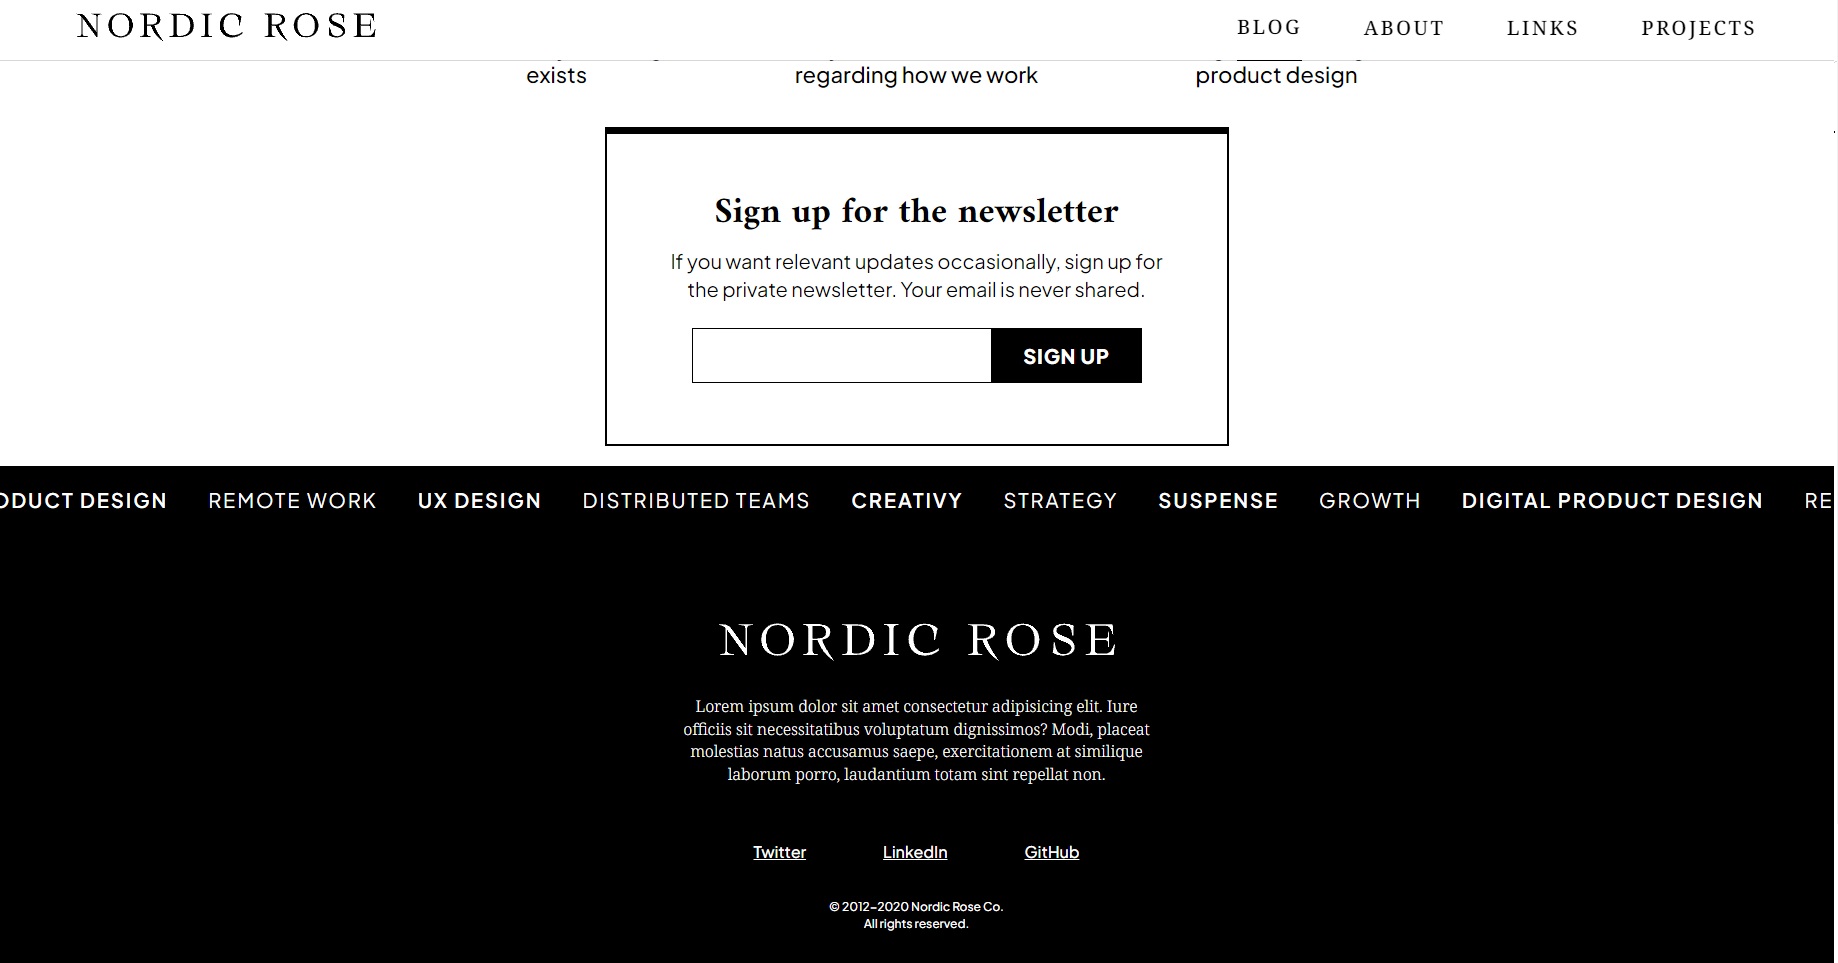 NORDIC ROSE
BLOG ABOUT LINKS PROJECTS
exists
regarding how we work
product design
Sign up for the newsletter
If you want relevant updates occasionally, sign up for
the private newsletter. Your email is never shared.
SIGN UP
ODUCT DESIGN REMOTE WORK UX DESIGN DISTRIBUTED TEAMS CREATIVY STRATEGY SUSPENSE GROWTH DIGITAL PRODUCT DESIGN RE
NORDIC ROSE
Lorem ipsum dolor sit amet consectetur adipisicing elit. Iure
officiis sit necessitatibus voluptatum dignissimos? Modi, placeat
molestias natus accusamus saepe, exercitationem at similique
laborum porro, laudantium totam sint repellat non.
Twitter LinkedIn GitHub
© 2012–2020 Nordic Rose Co.
All rights reserved.